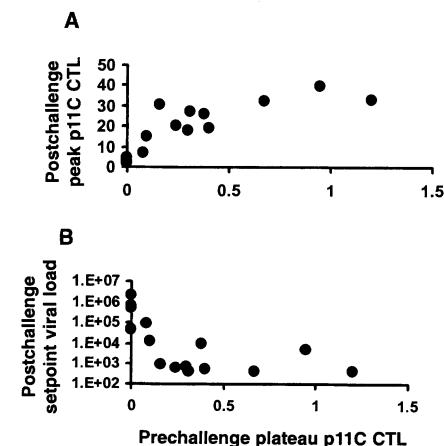 A
Postchallenge
peak p11C CTL
50
40
30
20
10
0
0 0.5 1 1.5
B
Postchallenge
setpoint viral load
1.E+07
1.E+06
1.E+05
1.E+04
1.E+03
1.E+02
0 0.5 1 1.5
Prechallenge plateau p11C CTL